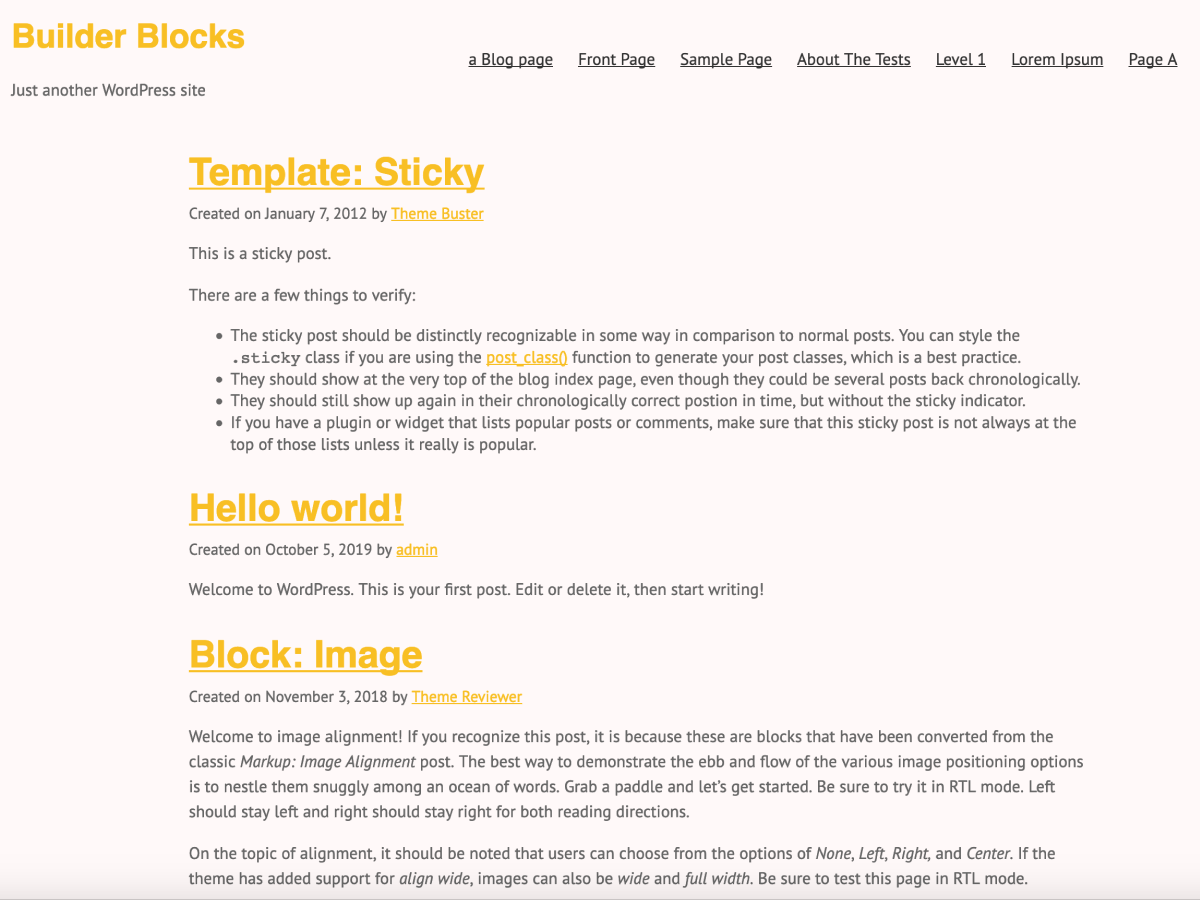 Builder Blocks
a Blog page Front Page Sample Page About The Tests Level 1 Lorem Ipsum Page A
Just another WordPress site
Template: Sticky
Created on January 7, 2012 by Theme Buster
This is a sticky post.
There are a few things to verify:
• The sticky post should be distinctly recognizable in some way in comparison to normal posts. You can style the
.sticky class if you are using the post_class() function to generate your post classes, which is a best practice.
• They should show at the very top of the blog index page, even though they could be several posts back chronologically.
• They should still show up again in their chronologically correct postion in time, but without the sticky indicator.
• If you have a plugin or widget that lists popular posts or comments, make sure that this sticky post is not always at the
top of those lists unless it really is popular.
Hello world!
Created on October 5, 2019 by admin
Welcome to WordPress. This is your first post. Edit or delete it, then start writing!
Block: Image
Created on November 3, 2018 by Theme Reviewer
Welcome to image alignment! If you recognize this post, it is because these are blocks that have been converted from the
classic Markup: Image Alignment post. The best way to demonstrate the ebb and flow of the various image positioning options
is to nestle them snuggly among an ocean of words. Grab a paddle and let’s get started. Be sure to try it in RTL mode. Left
should stay left and right should stay right for both reading directions.
On the topic of alignment, it should be noted that users can choose from the options of None, Left, Right, and Center. If the
theme has added support for align wide, images can also be wide and full width. Be sure to test this page in RTL mode.